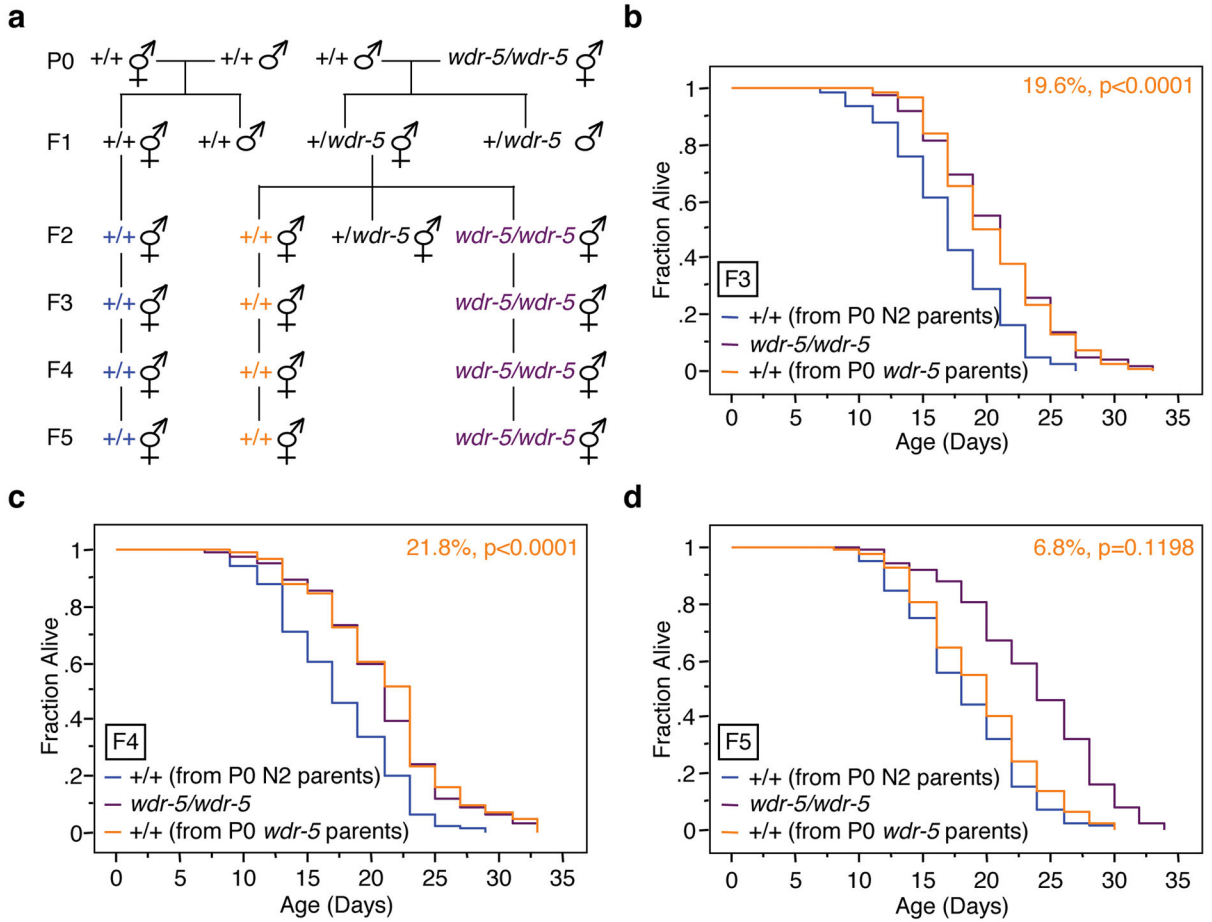 a
P0 +/+ +/+ +/+ wdr-5/wdr-5
F1 +/+ +/+ +/wdr-5 +/wdr-5
F2 +/+ +/+ +/wdr-5 wdr-5/wdr-5
F3 +/+ +/+ wdr-5/wdr-5
F4 +/+ +/+ wdr-5/wdr-5
F5 +/+ +/+ wdr-5/wdr-5
b
19.6%, p<0.0001
Fraction Alive
1
.8
.6
.4
.2
0
F3
+/+ (from P0 N2 parents)
wdr-5/wdr-5
+/+ (from P0 wdr-5 parents)
0 5 10 15 20 25 30 35
Age (Days)
c
21.8%, p<0.0001
Fraction Alive
1
.8
.6
.4
.2
0
F4
+/+ (from P0 N2 parents)
wdr-5/wdr-5
+/+ (from P0 wdr-5 parents)
0 5 10 15 20 25 30 35
Age (Days)
d
6.8%, p=0.1198
Fraction Alive
1
.8
.6
.4
.2
0
F5
+/+ (from P0 N2 parents)
wdr-5/wdr-5
+/+ (from P0 wdr-5 parents)
0 5 10 15 20 25 30 35
Age (Days)